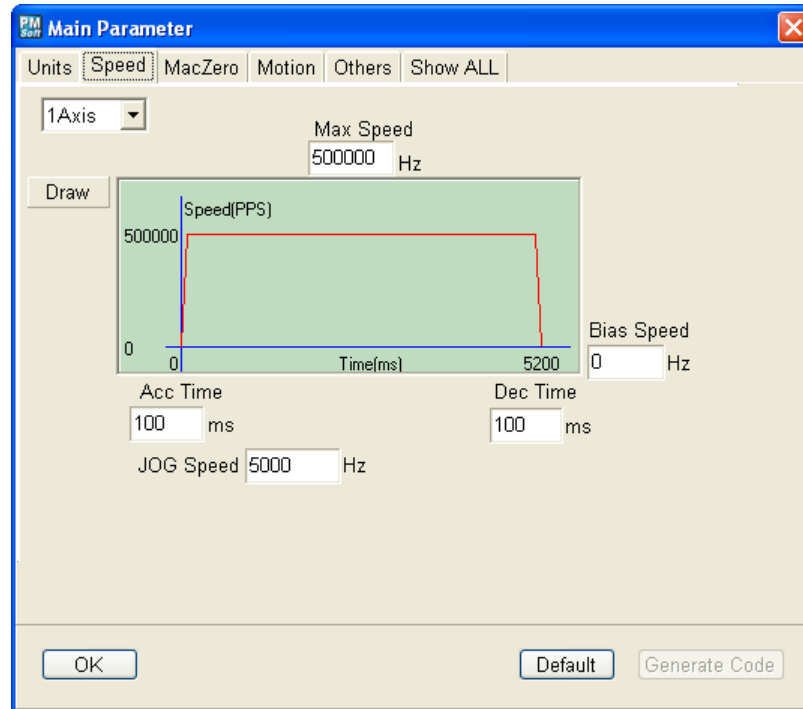 PM Soft Main Parameter
Units Speed MacZero Motion Others Show ALL
1Axis
Max Speed
500000 Hz
Draw
Speed(PPS)
500000
0
0 Time(ms) 5200
Bias Speed
0 Hz
Acc Time Dec Time
100 ms 100 ms
JOG Speed 5000 Hz
OK Default Generate Code